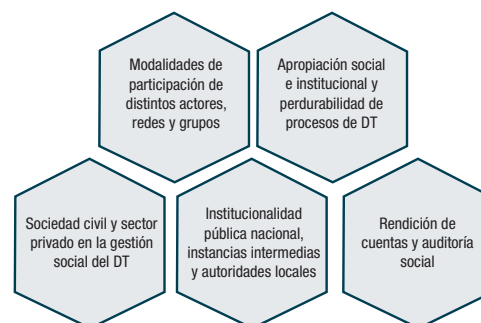 Modalidades de
participación de
distintos actores,
redes y grupos
Apropiación social
e institucional y
perdurabilidad de
procesos de DT
Sociedad civil y sector
privado en la gestión
social del DT
Institucionalidad
pública nacional,
instancias intermedias
y autoridades locales
Rendición de
cuentas y auditoría
social